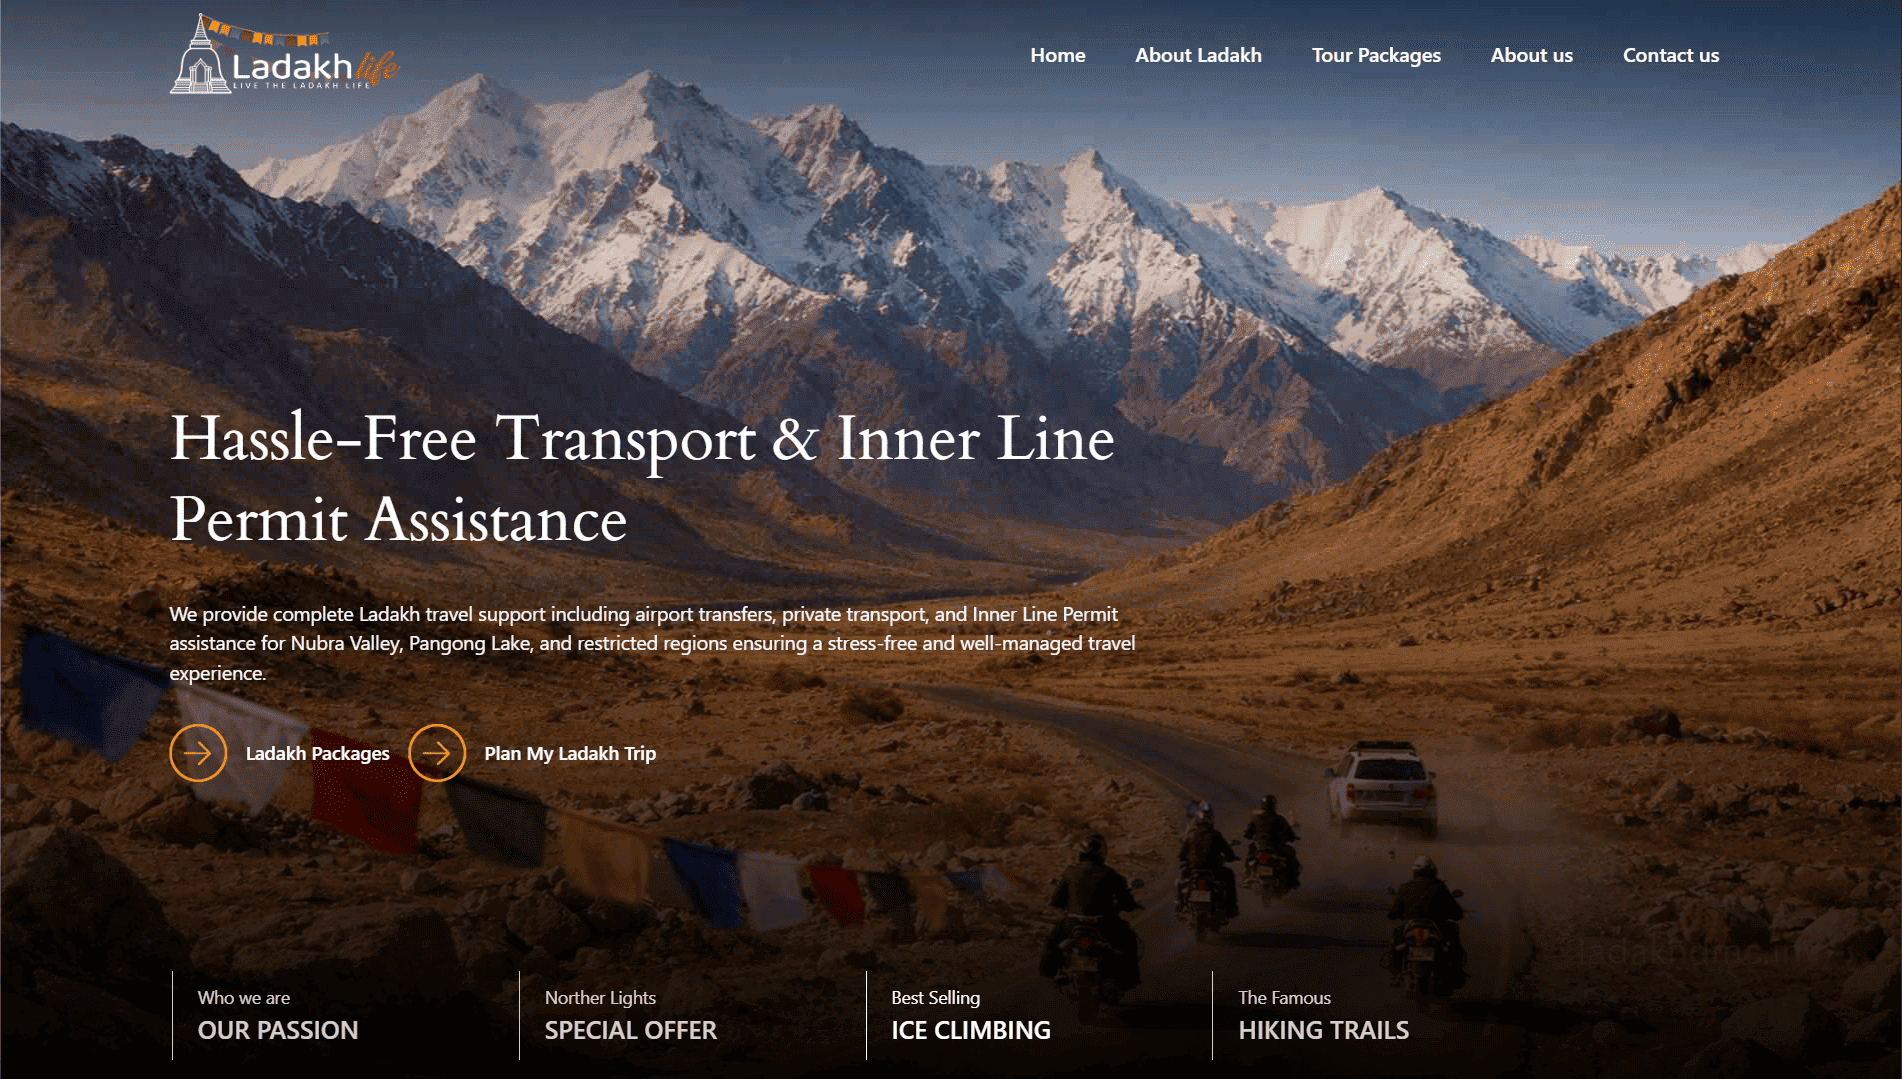 Ladakh life
LIVE THE LADAKH LIFE
Home
About Ladakh
Tour Packages
About us
Contact us
Hassle-Free Transport & Inner Line
Permit Assistance
We provide complete Ladakh travel support including airport transfers, private transport, and Inner Line Permit
assistance for Nubra Valley, Pangong Lake, and restricted regions ensuring a stress-free and well-managed travel
experience.
Ladakh Packages
Plan My Ladakh Trip
ladakhdmc.in
Who we are
OUR PASSION
Norther Lights
SPECIAL OFFER
Best Selling
ICE CLIMBING
The Famous
HIKING TRAILS